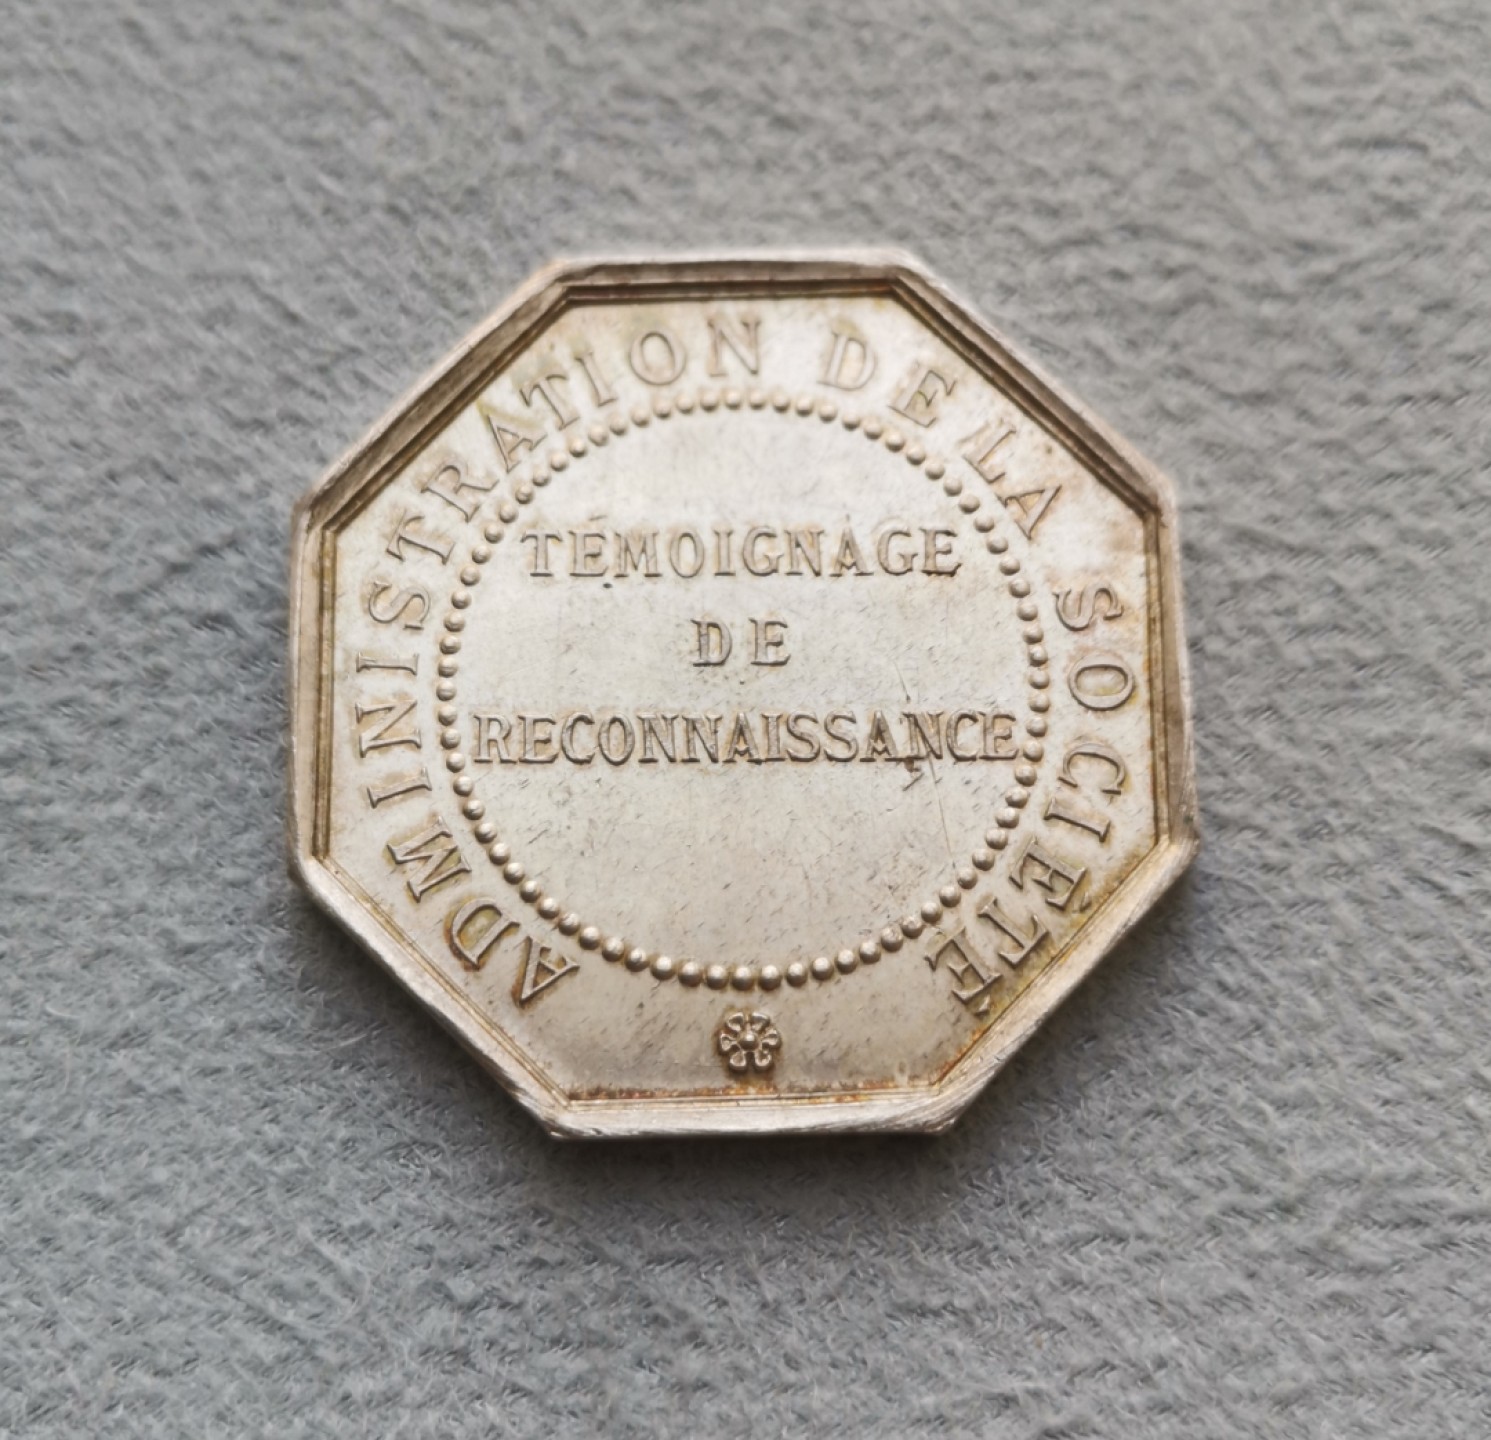 ADMINISTRATION DE LA SOCIÉTÉ
TÉMOIGNAGE
DE
RECONNAISSANCE